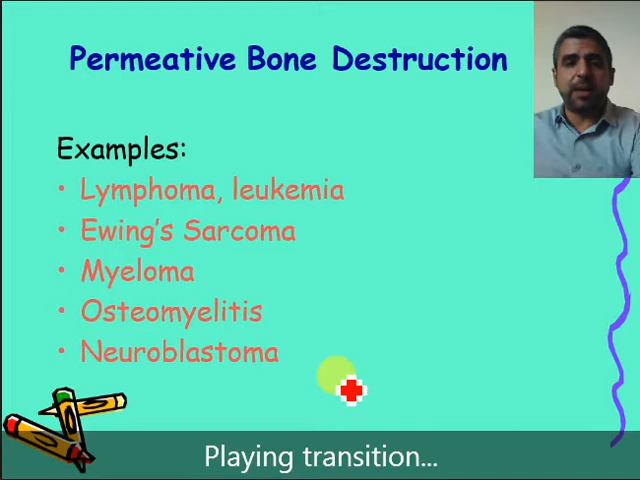 Permeative Bone Destruction
Examples:
• Lymphoma, leukemia
• Ewing's Sarcoma
• Myeloma
• Osteomyelitis
• Neuroblastoma
Playing transition...